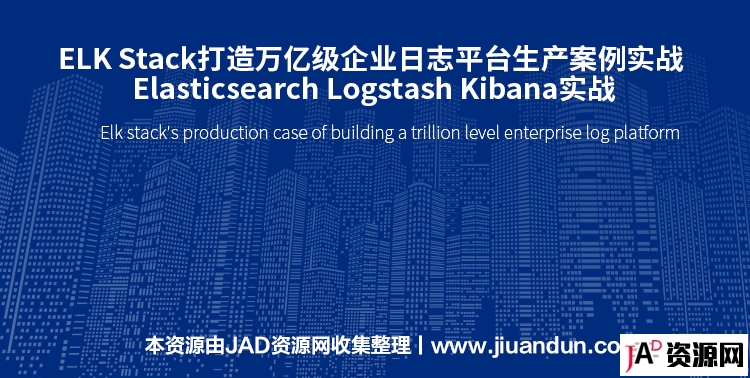 ELK Stack打造万亿级企业日志平台生产案例实战
Elasticsearch Logstash Kibana实战
Elk stack's production case of building a trillion level enterprise log platform
本资源由JAD资源网收集整理丨www.jiuandun.co
JAD资源网